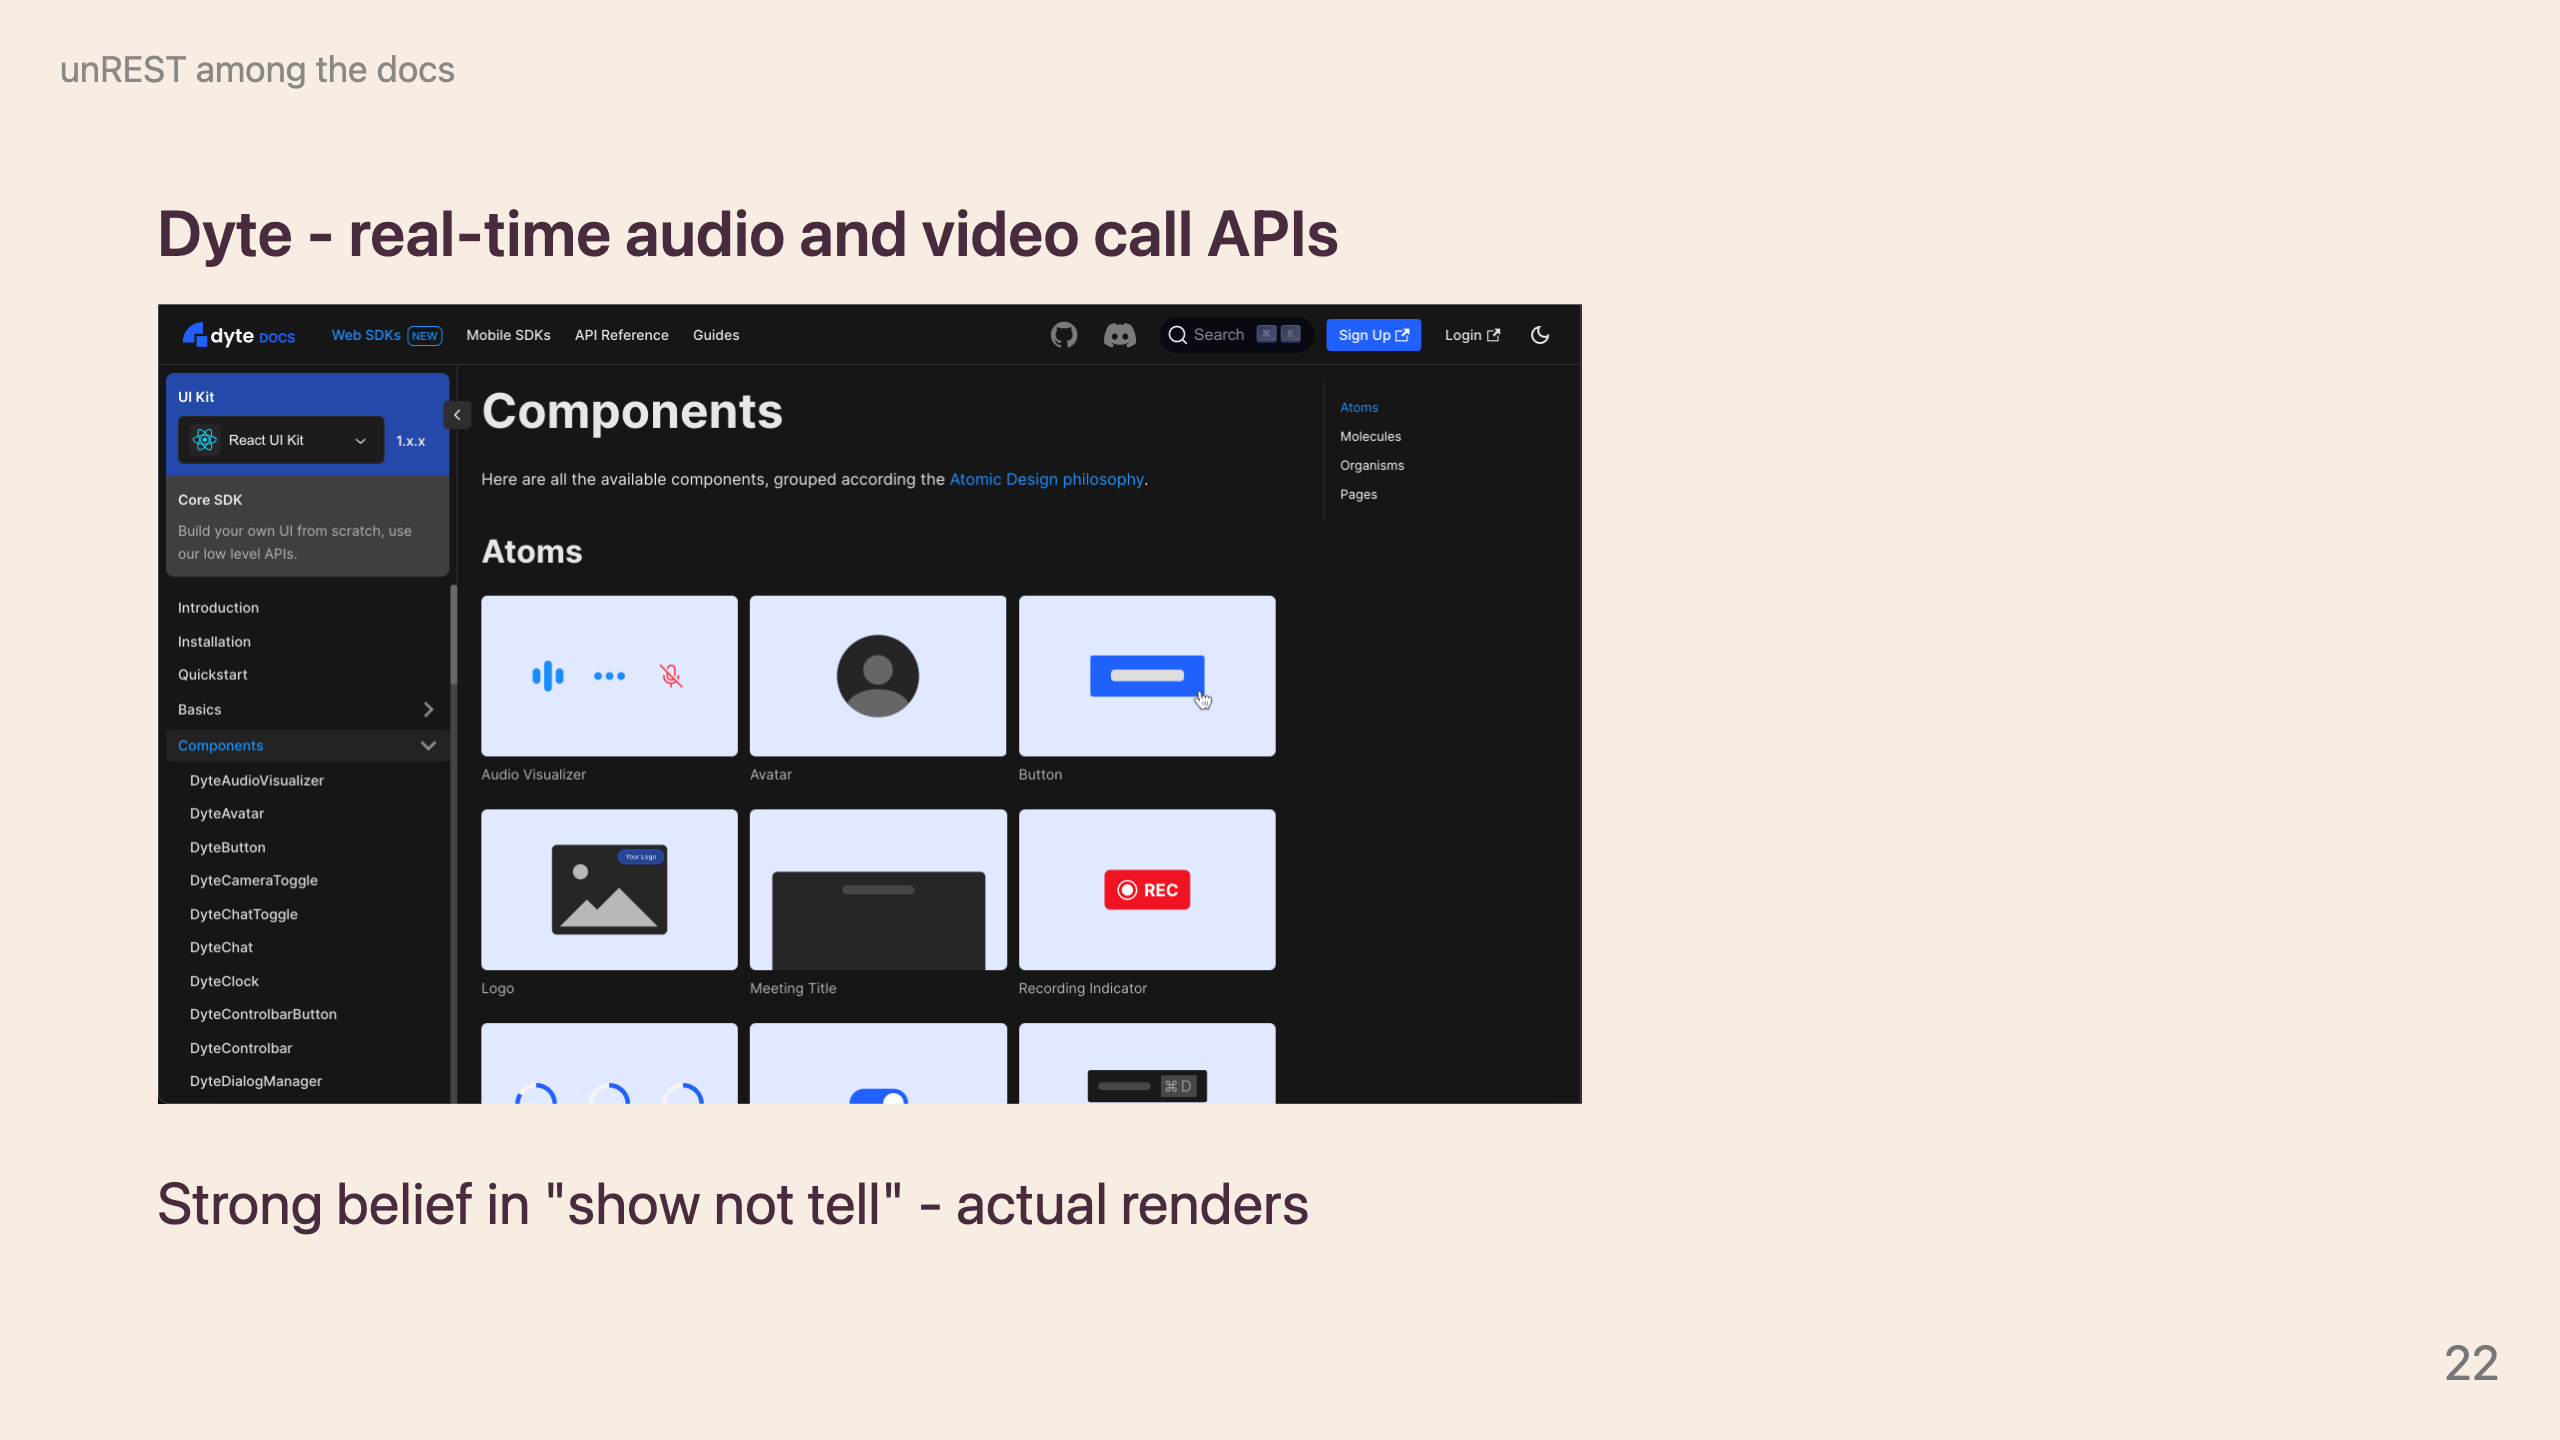 unREST among the docs
Dyte - real-time audio and video call APIs
dyte DOCS
Web SDKs NEW
Mobile SDKs
API Reference
Guides
Search ⌘ K
Sign Up
Login
UI Kit
React UI Kit
1.x.x
Core SDK
Build your own UI from scratch, use
our low level APIs.
Introduction
Installation
Quickstart
Basics
Components
DyteAudioVisualizer
DyteAvatar
DyteButton
DyteCameraToggle
DyteChatToggle
DyteChat
DyteClock
DyteControlbarButton
DyteControlbar
DyteDialogManager
Components
Here are all the available components, grouped according the Atomic Design philosophy.
Atoms
Audio Visualizer
Avatar
Button
Your Logo
REC
Logo
Meeting Title
Recording Indicator
⌘ D
Atoms
Molecules
Organisms
Pages
Strong belief in "show not tell" - actual renders
22